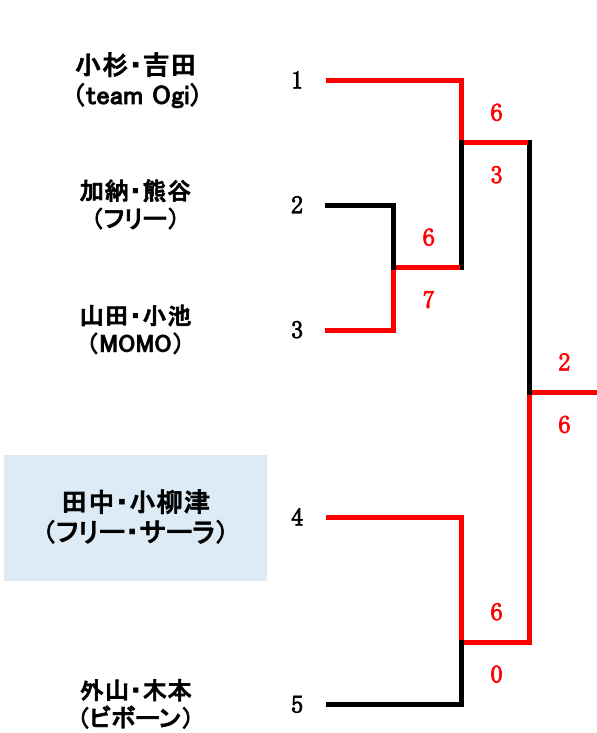 小杉・吉田
(team Ogi)
1
6
3
加納・熊谷
(フリー)
2
6
7
山田・小池
(MOMO)
3
2
6
田中・小柳津
(フリー・サーラ)
4
6
0
外山・木本
(ビボーン)
5